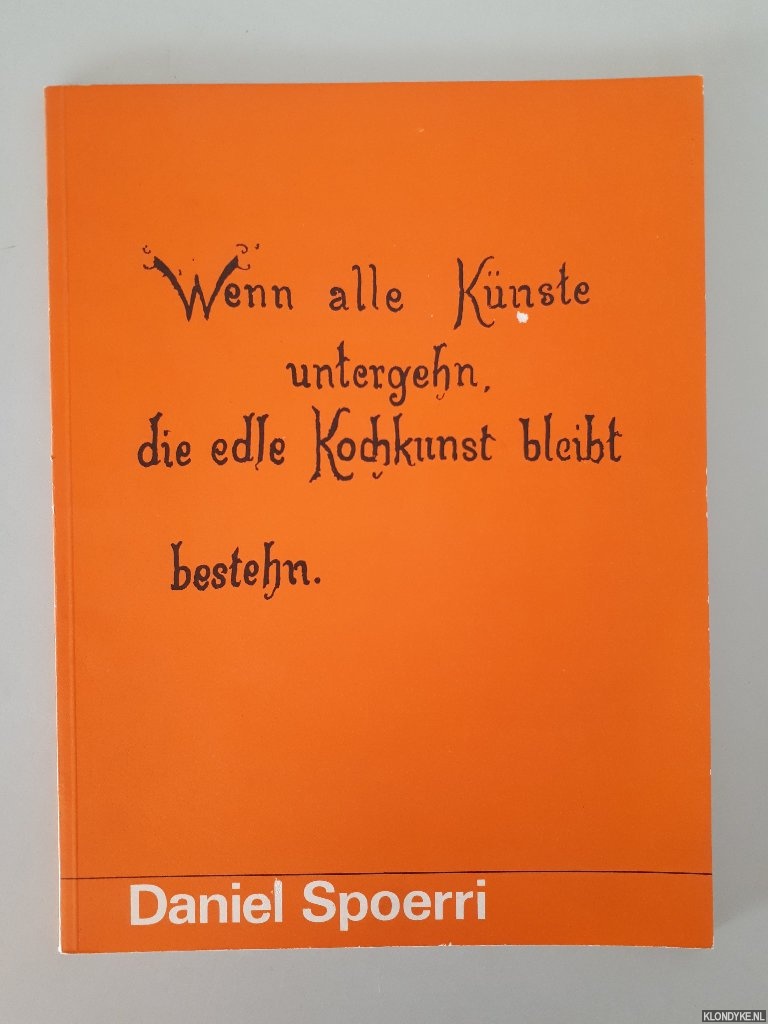 Wenn alle Künste
untergehn,
die edle Kochkunst bleibt
bestehn.
Daniel Spoerri
KLONDYKE.NL